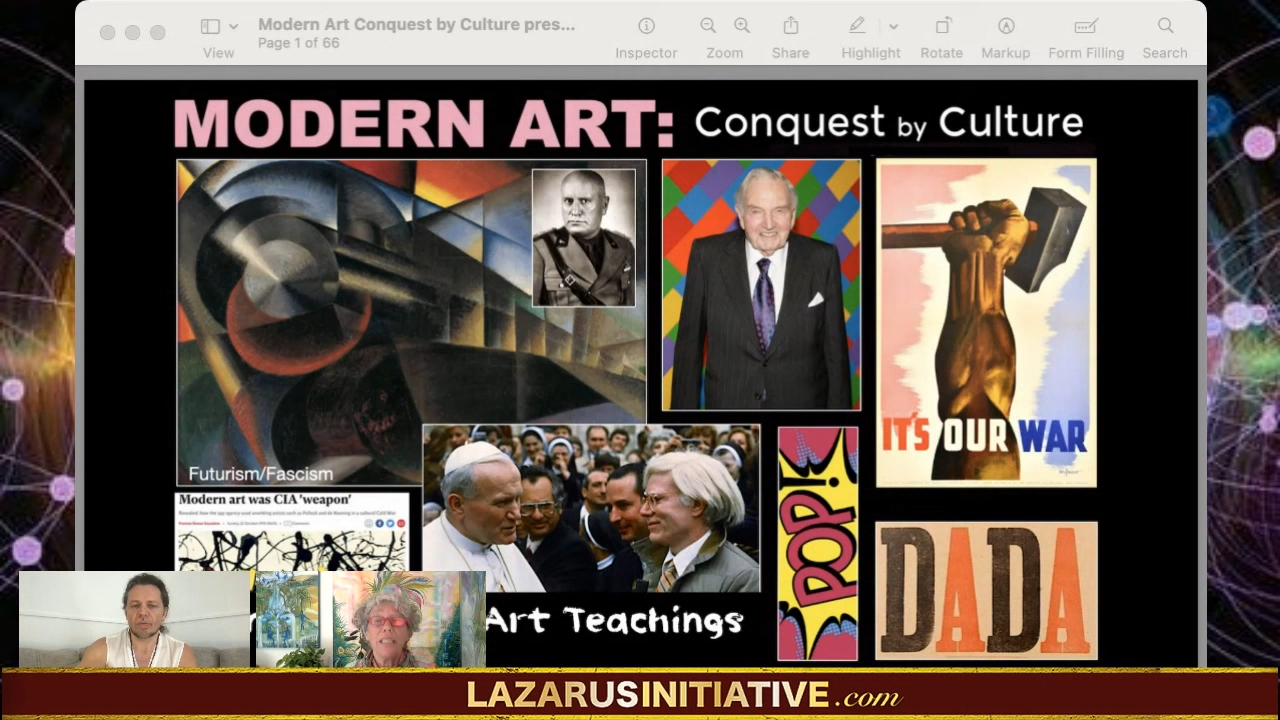 Modern Art Conquest by Culture pres...
Page 1 of 66
View
Inspector
Zoom
Share
Highlight
Rotate
Markup
Form Filling
Search
MODERN ART: Conquest by Culture
Futurism/Fascism
IT'S OUR WAR
Modern art was CIA 'weapon'
POP!
DADA
Art Teachings
LAZARUSINITIATIVE.com